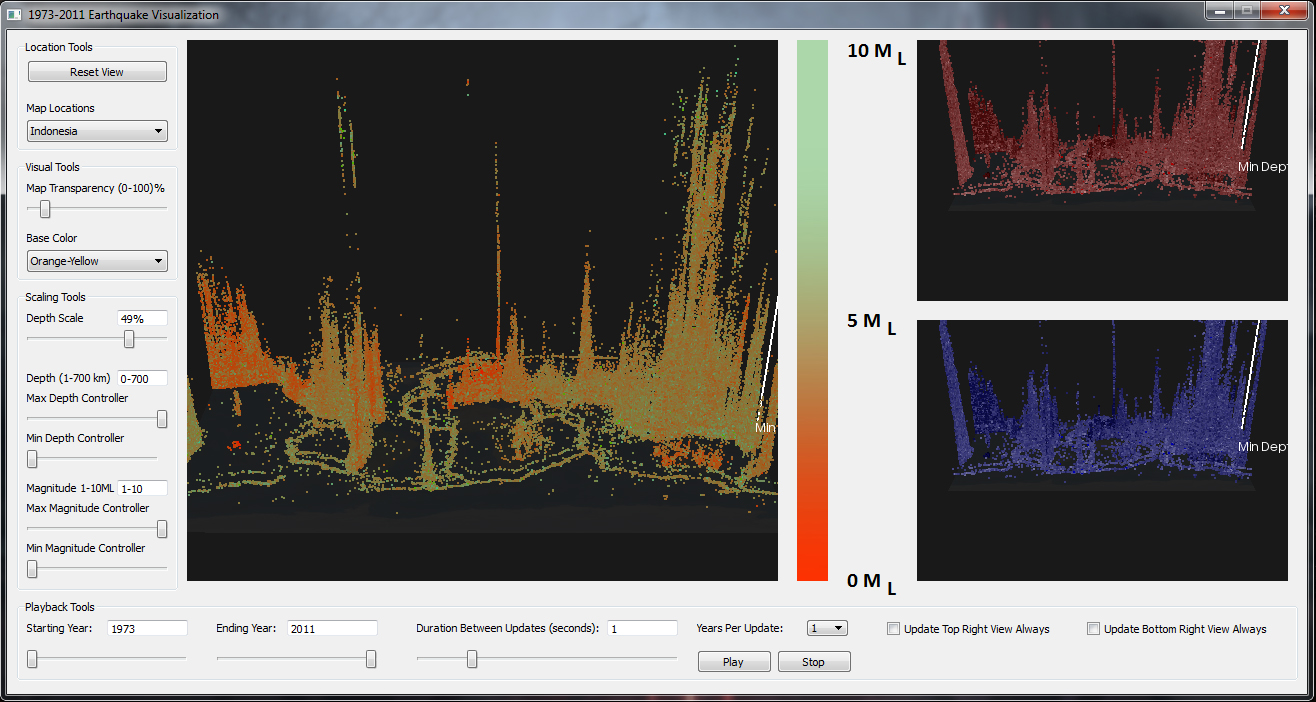 1973-2011 Earthquake Visualization
Location Tools
Reset View
Map Locations
Indonesia
Visual Tools
Map Transparency (0-100)%
Base Color
Orange-Yellow
Scaling Tools
Depth Scale 49%
Depth (1-700 km) 0-700
Max Depth Controller
Min Depth Controller
Magnitude 1-10ML 1-10
Max Magnitude Controller
Min Magnitude Controller
Min
10 M L
5 M L
0 M L
Min Dep
Min Dep
Playback Tools
Starting Year: 1973 Ending Year: 2011 Duration Between Updates (seconds): 1 Years Per Update: 1 Update Top Right View Always Update Bottom Right View Always
Play Stop